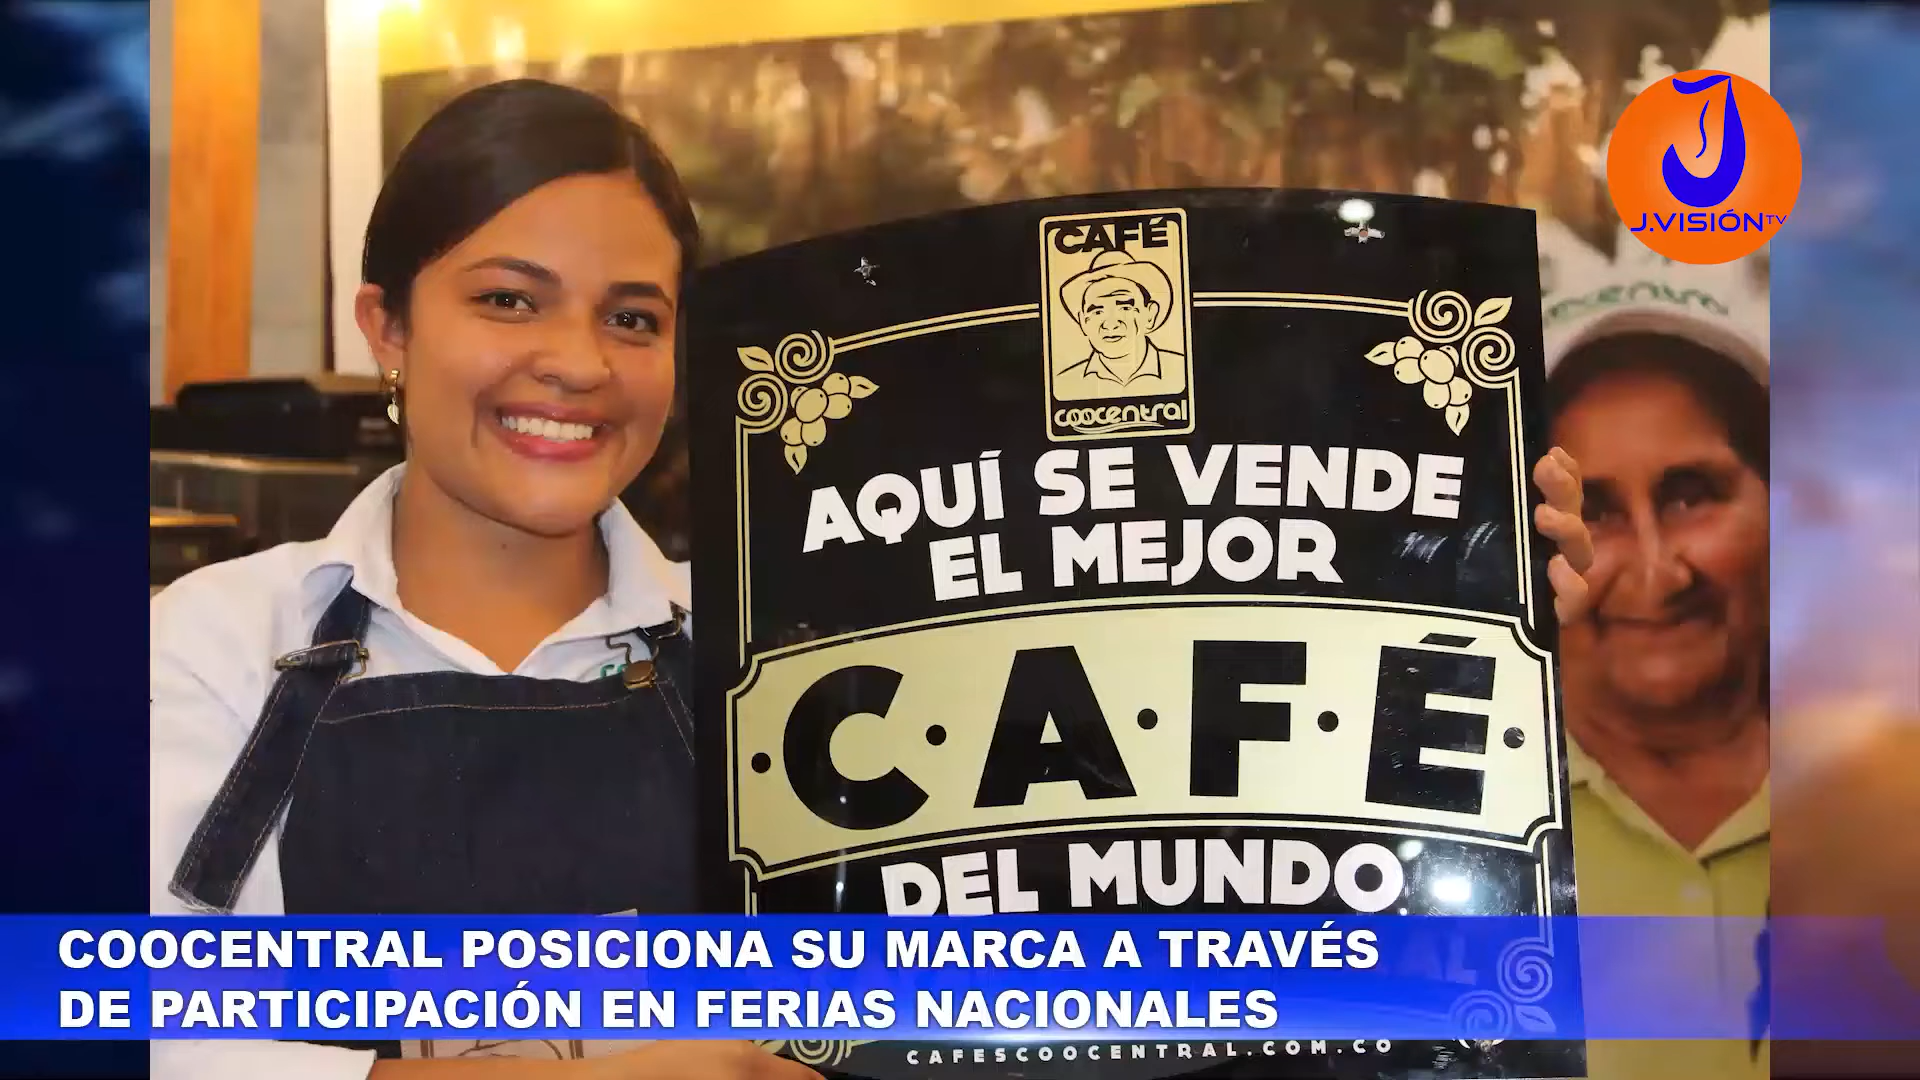 J.VISIÓN TV
coocentral
CAFÉ
coocentral
AQUÍ SE VENDE
EL MEJOR
C·A·F·É
DEL MUNDO
COOCENTRAL POSICIONA SU MARCA A TRAVÉS
DE PARTICIPACIÓN EN FERIAS NACIONALES
CAFESCOOCENTRAL.COM.CO